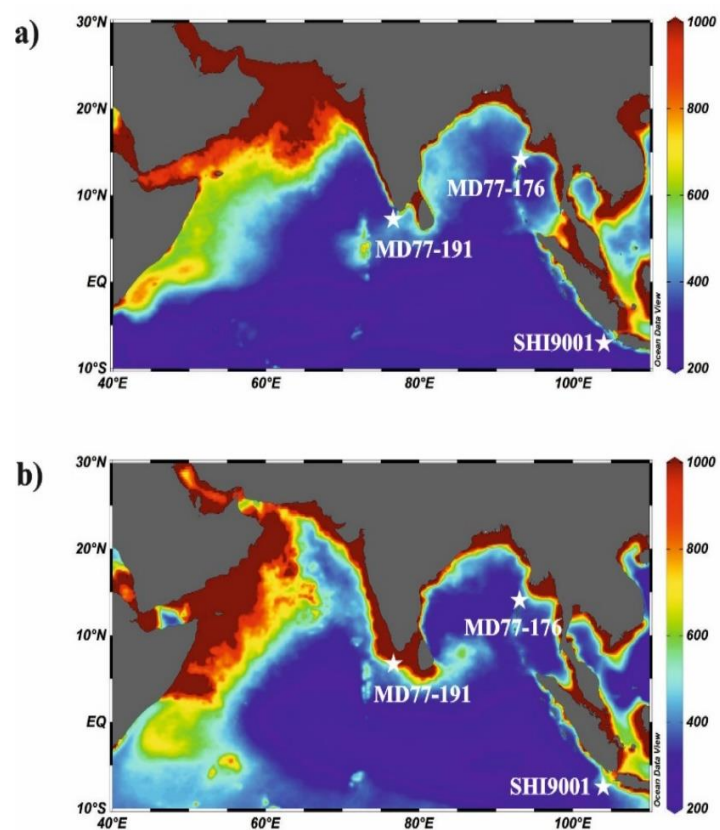 a)
30°N
20°N
10°N
EQ
10°S
40°E
60°E
80°E
100°E
MD77-176
MD77-191
SHI9001
Ocean Data View
1000
800
600
400
200
b)
30°N
20°N
10°N
EQ
10°S
40°E
60°E
80°E
100°E
MD77-176
MD77-191
SHI9001
Ocean Data View
1000
800
600
400
200